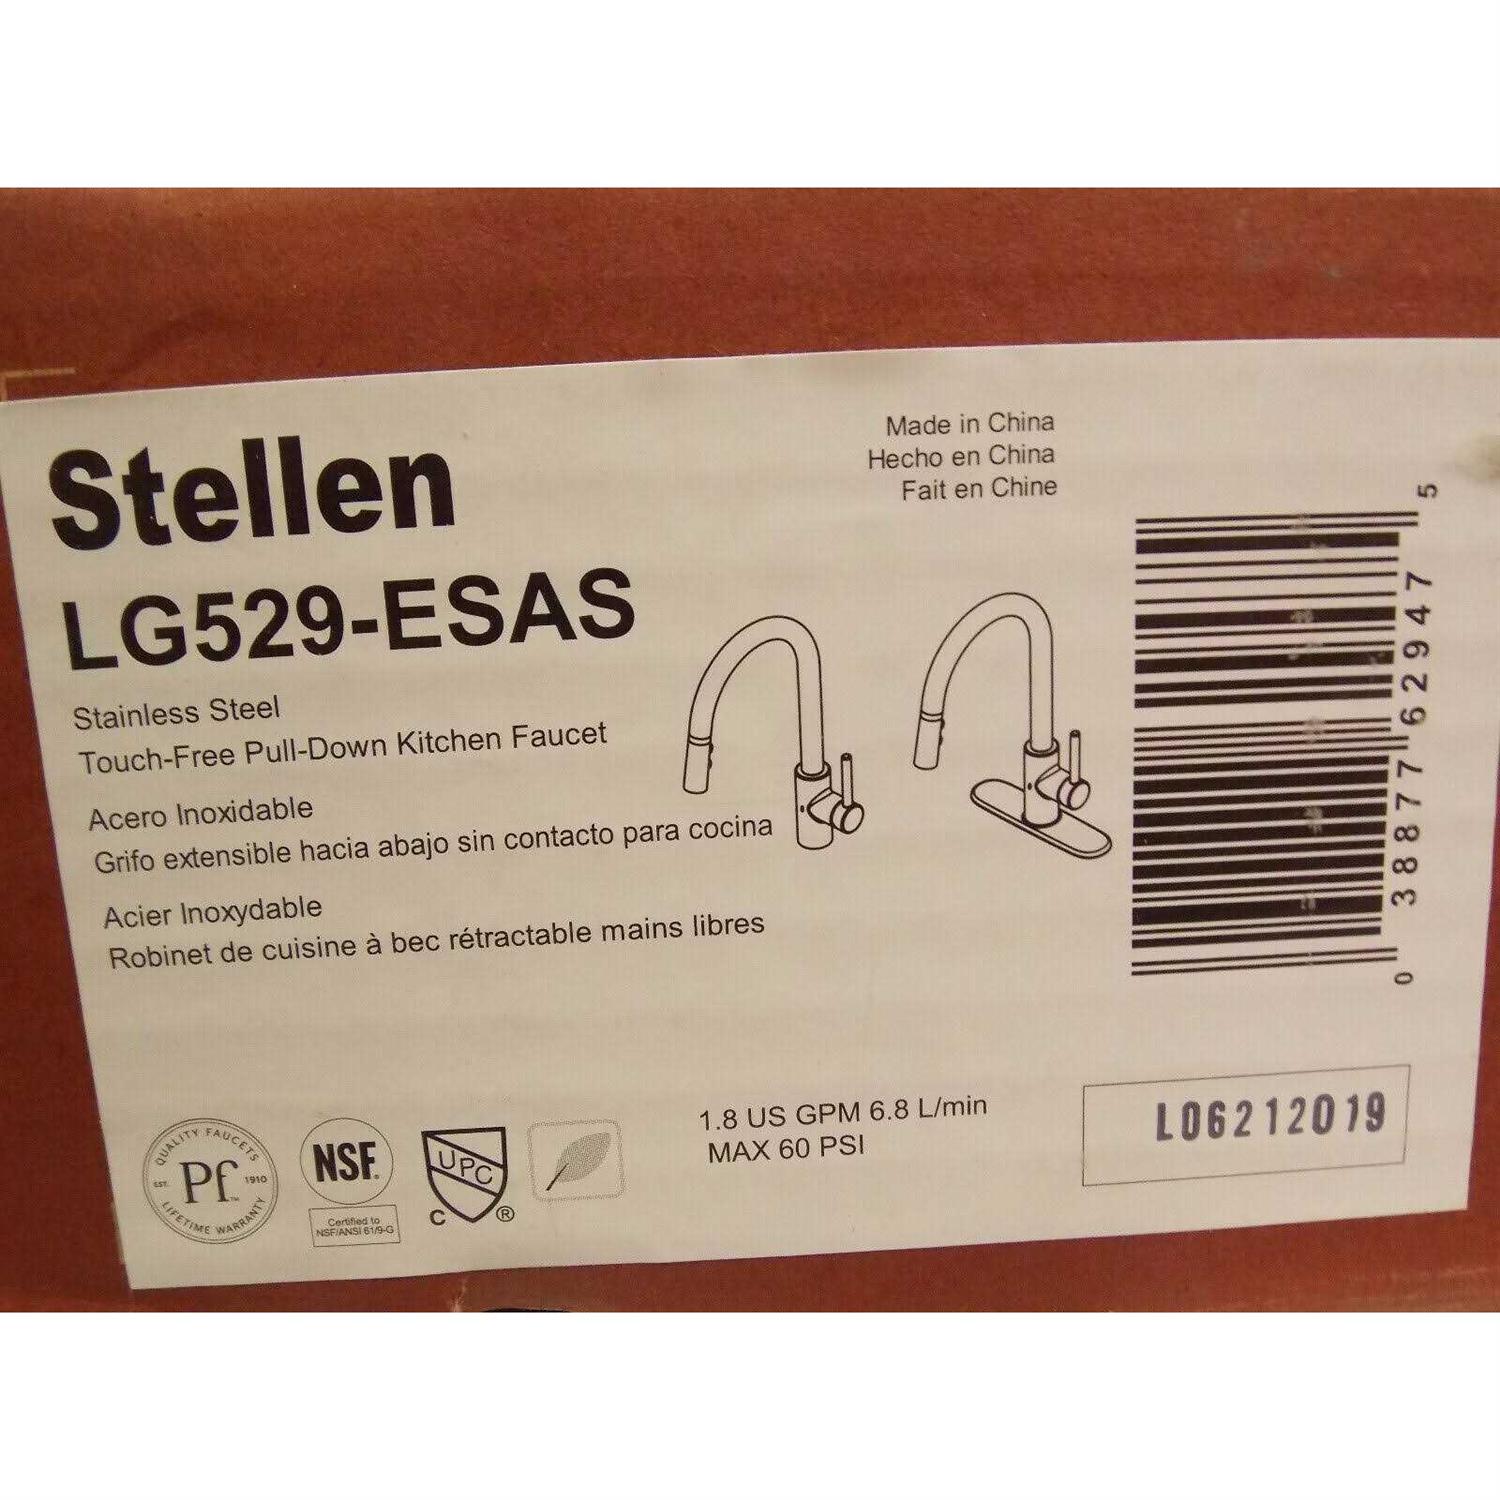 Stellen
LG529-ESAS
Stainless Steel
Touch-Free Pull-Down Kitchen Faucet
Acero Inoxidable
Grifo extensible hacia abajo sin contacto para cocina
Acier Inoxydable
Robinet de cuisine à bec rétractable mains libres
Made in China
Hecho en China
Fait en Chine
0 38877 62947 5
QUALITY FAUCETS
EST. Pf™ 1910
LIFETIME WARRANTY
NSF®
Certified to
NSF/ANSI 61/9-G
UPC
C ®
1.8 US GPM 6.8 L/min
MAX 60 PSI
L06212019